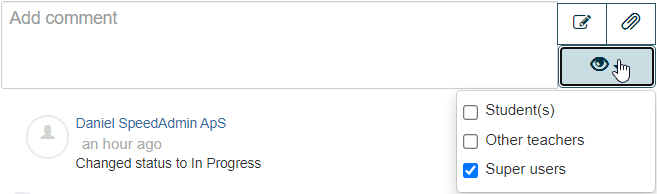 Add comment
Student(s)
Other teachers
Super users
Daniel SpeedAdmin ApS
an hour ago
Changed status to In Progress